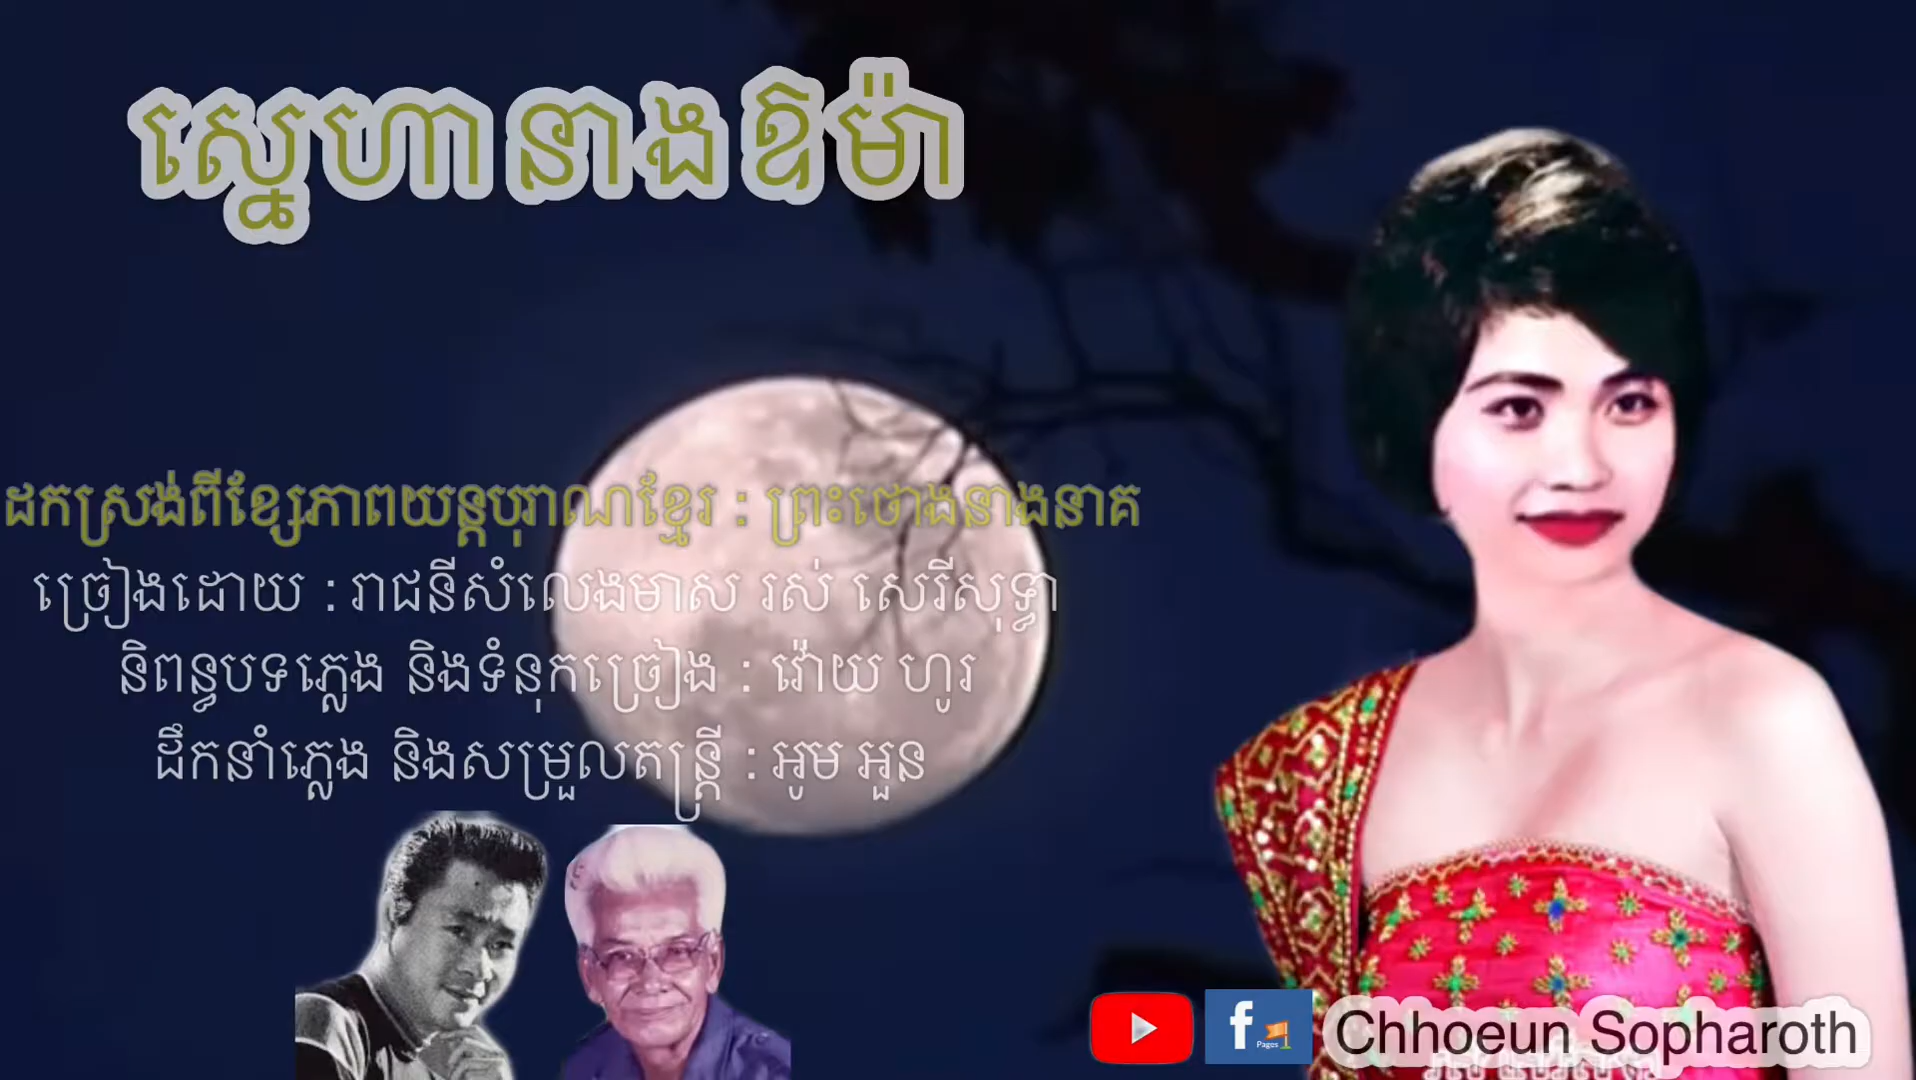 ស្នេហានាងឱម៉ា
ដកស្រង់ពីខ្សែភាពយន្តបុរាណខ្មែរ : ព្រះថោងនាងនាគ
ច្រៀងដោយ : រាជនីសំលេងមាស រស់ សេរីសុទ្ធា
និពន្ធបទភ្លេង និងទំនុកច្រៀង : វ៉ោយ ហូរ
ដឹកនាំភ្លេង និងសម្រួលតន្ត្រី : អូម អួន
f
Pages
Chhoeun Sopharoth